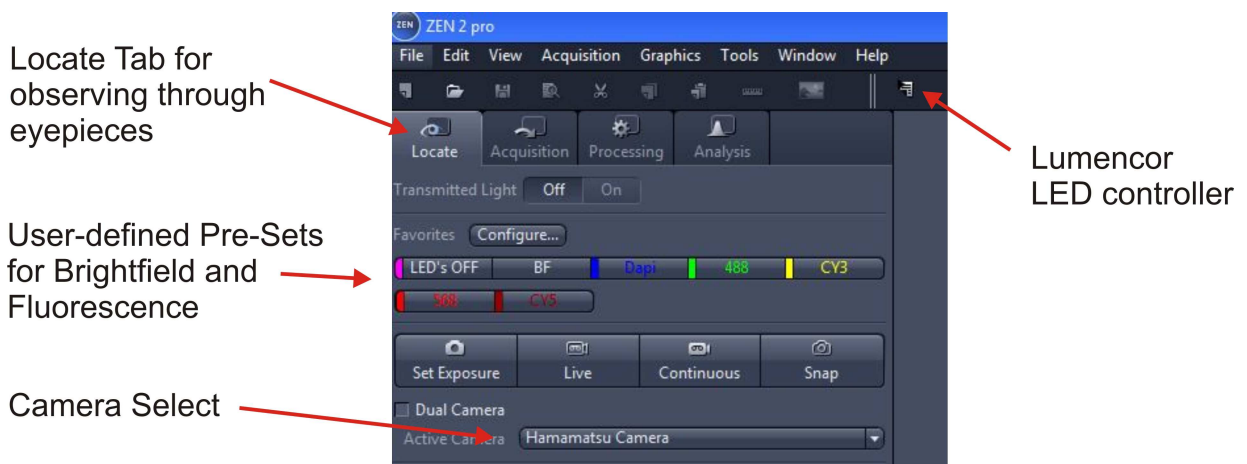 ZEN ZEN 2 pro
File Edit View Acquisition Graphics Tools Window Help
Locate Tab for
observing through
eyepieces
Locate Acquisition Processing Analysis
Lumencor
LED controller
Transmitted Light Off On
User-defined Pre-Sets
for Brightfield and
Fluorescence
Favorites Configure...
LED's OFF BF Dapi 488 CY3
568 CY5
Set Exposure Live Continuous Snap
Camera Select
Dual Camera
Active Camera Hamamatsu Camera